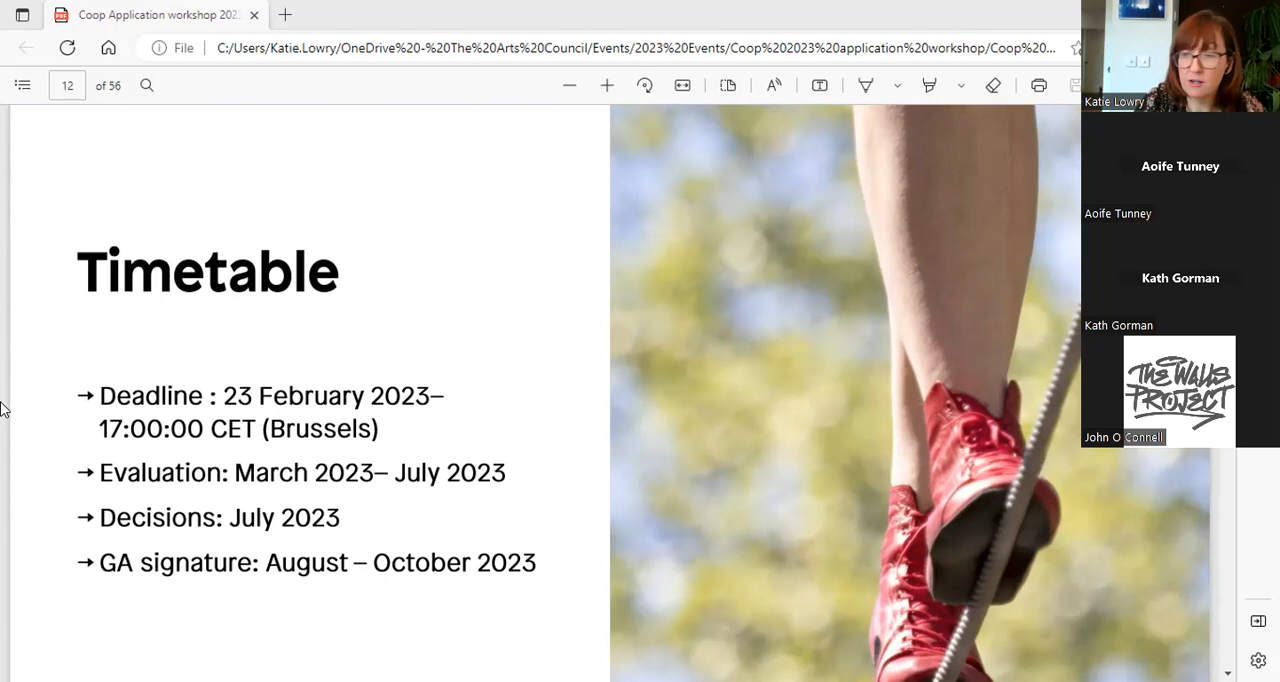 Coop Application workshop 202
File
C:/Users/Katie.Lowry/OneDrive%20-%20The%20Arts%20Council/Events/2023%20Events/Coop%202023%20application%20workshop/Coop%20...
12 of 56
Timetable
→ Deadline : 23 February 2023–
17:00:00 CET (Brussels)
→ Evaluation: March 2023– July 2023
→ Decisions: July 2023
→ GA signature: August – October 2023
Katie Lowry
Aoife Tunney
Aoife Tunney
Kath Gorman
Kath Gorman
THE WALLS
PROJECT
John O Connell